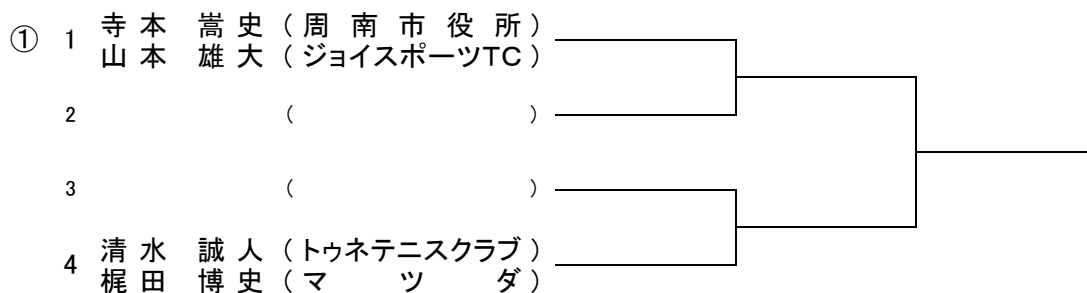 ① 1 寺本 嵩史 (周南市役所)
山本 雄大 (ジョイスポーツTC)
2 ( )
3 ( )
4 清水 誠人 (トゥネテニスクラブ)
梶田 博史 (マツダ)